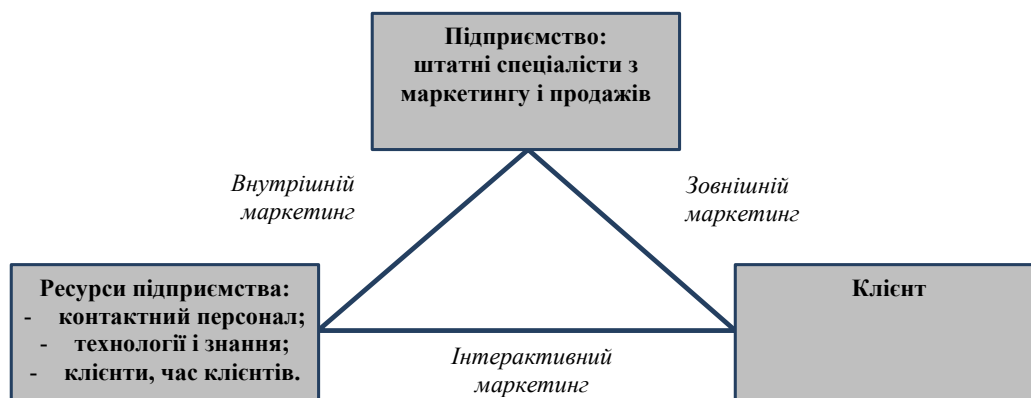 Підприємство:
штатні спеціалісти з
маркетингу і продажів
Внутрішній
маркетинг
Зовнішній
маркетинг
Ресурси підприємства:
- контактний персонал;
- технології і знання;
- клієнти, час клієнтів.
Клієнт
Інтерактивний
маркетинг